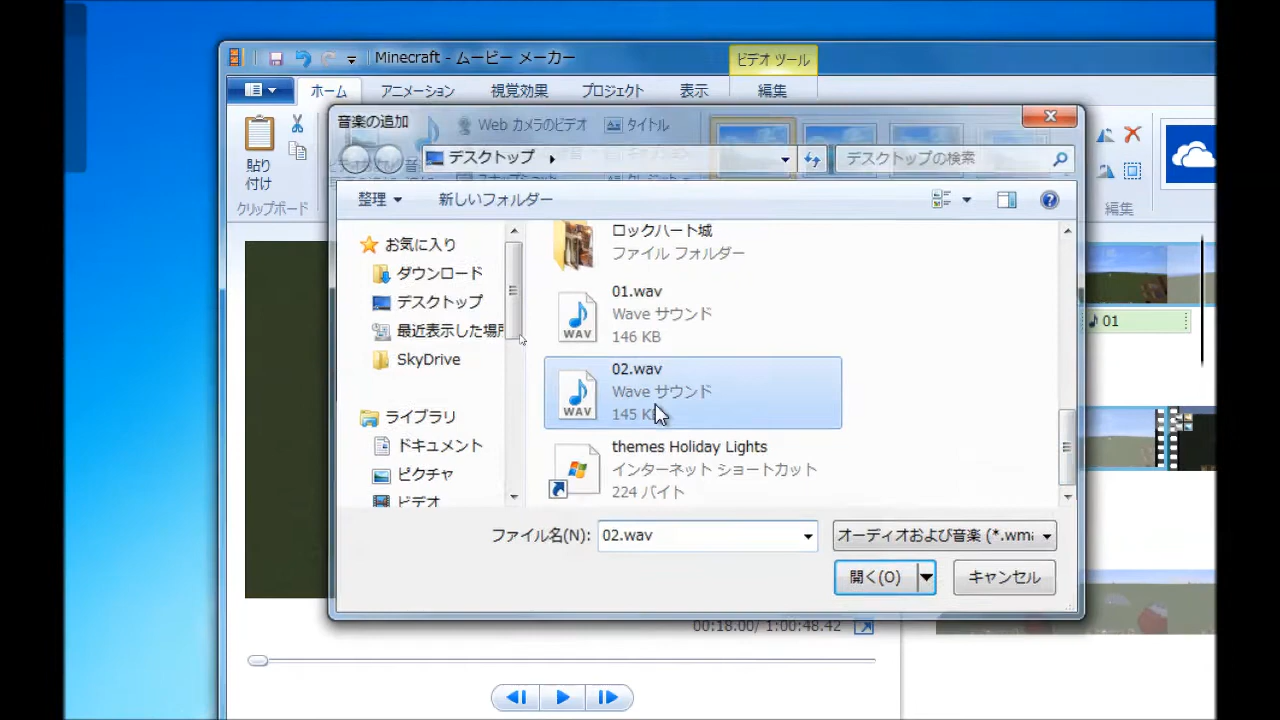 Minecraft - ムービー メーカー
ビデオ ツール
ホーム
アニメーション
視覚効果
プロジェクト
表示
編集
音楽の追加
Web カメラのビデオ
タイトル
貼り
付け
クリップボード
編集
デスクトップ
デスクトップの検索
整理
新しいフォルダー
お気に入り
ダウンロード
デスクトップ
最近表示した場所
SkyDrive
ライブラリ
ドキュメント
ピクチャ
ビデオ
ロックハート城
ファイル フォルダー
01.wav
Wave サウンド
146 KB
02.wav
Wave サウンド
145 KB
themes Holiday Lights
インターネット ショートカット
224 バイト
WAV
WAV
01
ファイル名(N):
02.wav
オーディオおよび音楽 (*.wma
開く(O)
キャンセル
00:18.00/ 1:00:48.42